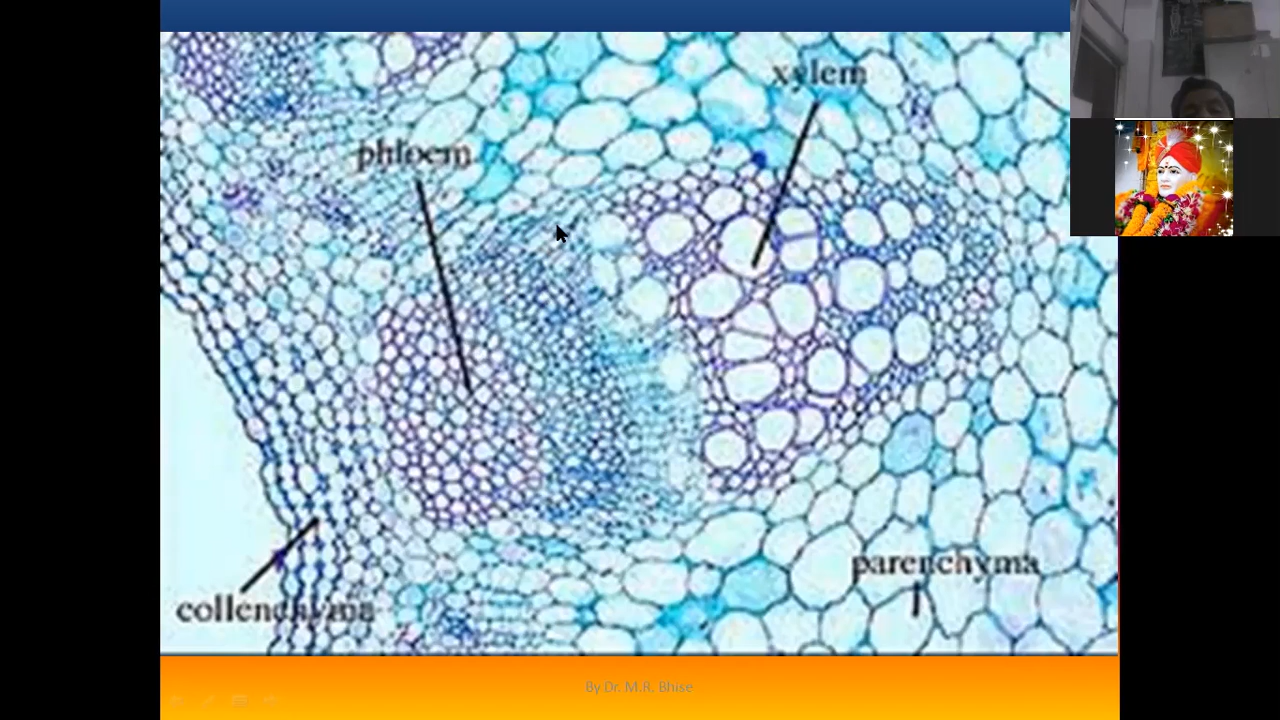 xylem
phloem
parenchyma
collenchyma
By Dr. M.R. Bhise